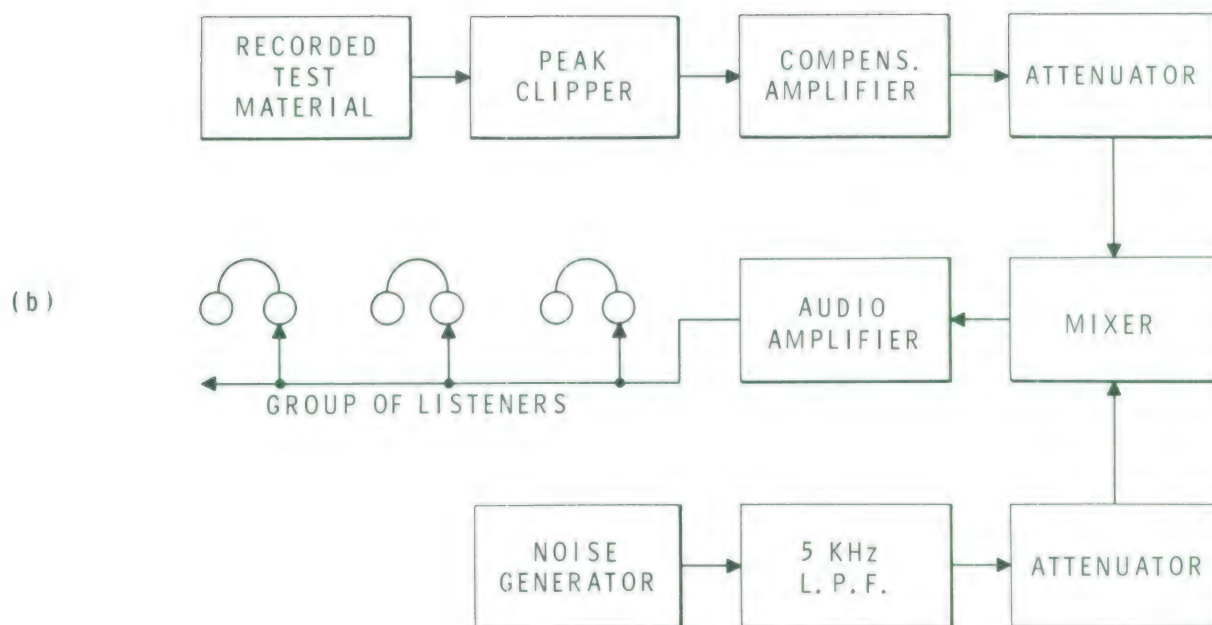 RECORDED
TEST
MATERIAL
PEAK
CLIPPER
COMPENS.
AMPLIFIER
ATTENUATOR
(b)
AUDIO
AMPLIFIER
MIXER
GROUP OF LISTENERS
NOISE
GENERATOR
5 KHz
L. P. F.
ATTENUATOR